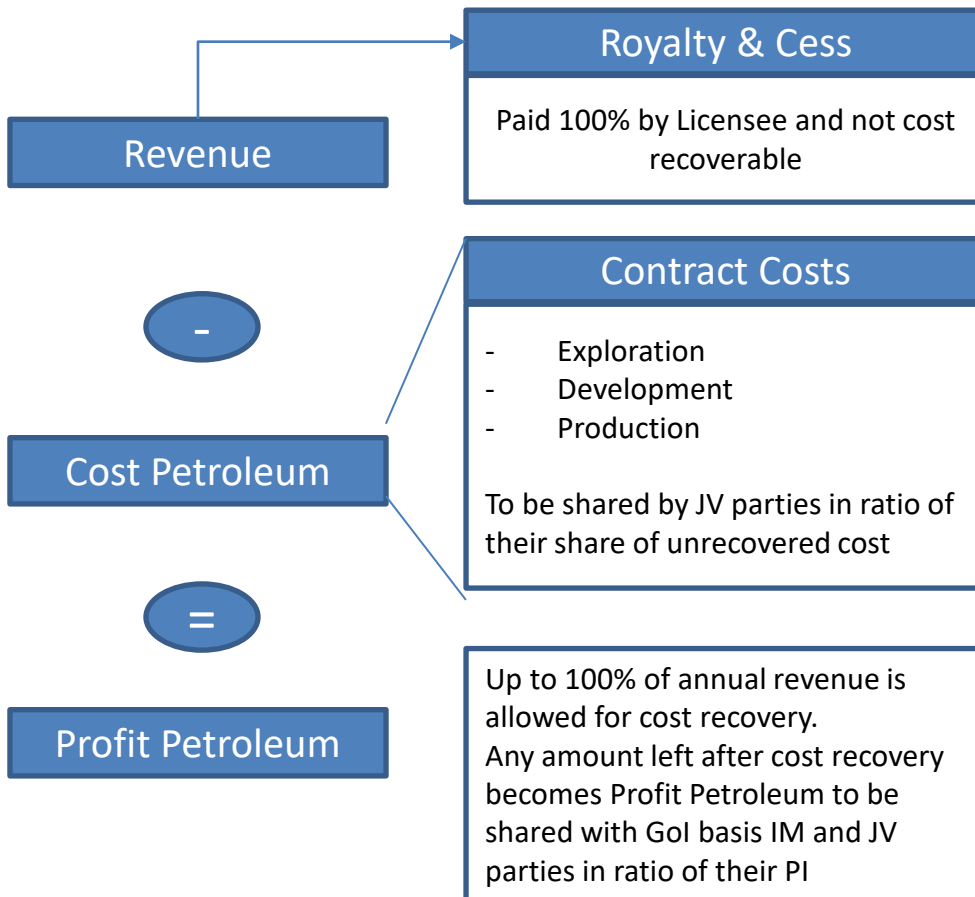 Royalty & Cess
Paid 100% by Licensee and not cost
recoverable
Revenue
Contract Costs
-
- Exploration
- Development
- Production
To be shared by JV parties in ratio of
their share of unrecovered cost
Cost Petroleum
=
Up to 100% of annual revenue is
allowed for cost recovery.
Any amount left after cost recovery
becomes Profit Petroleum to be
shared with GoI basis IM and JV
parties in ratio of their PI
Profit Petroleum